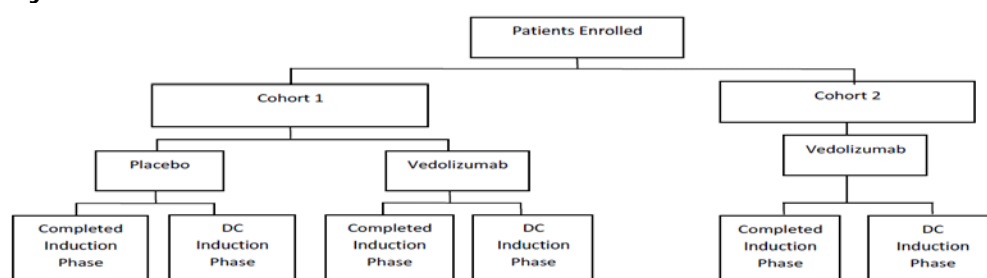 Patients Enrolled
Cohort 1
Cohort 2
Placebo
Vedolizumab
Vedolizumab
Completed
Induction
Phase
DC
Induction
Phase
Completed
Induction
Phase
DC
Induction
Phase
Completed
Induction
Phase
DC
Induction
Phase